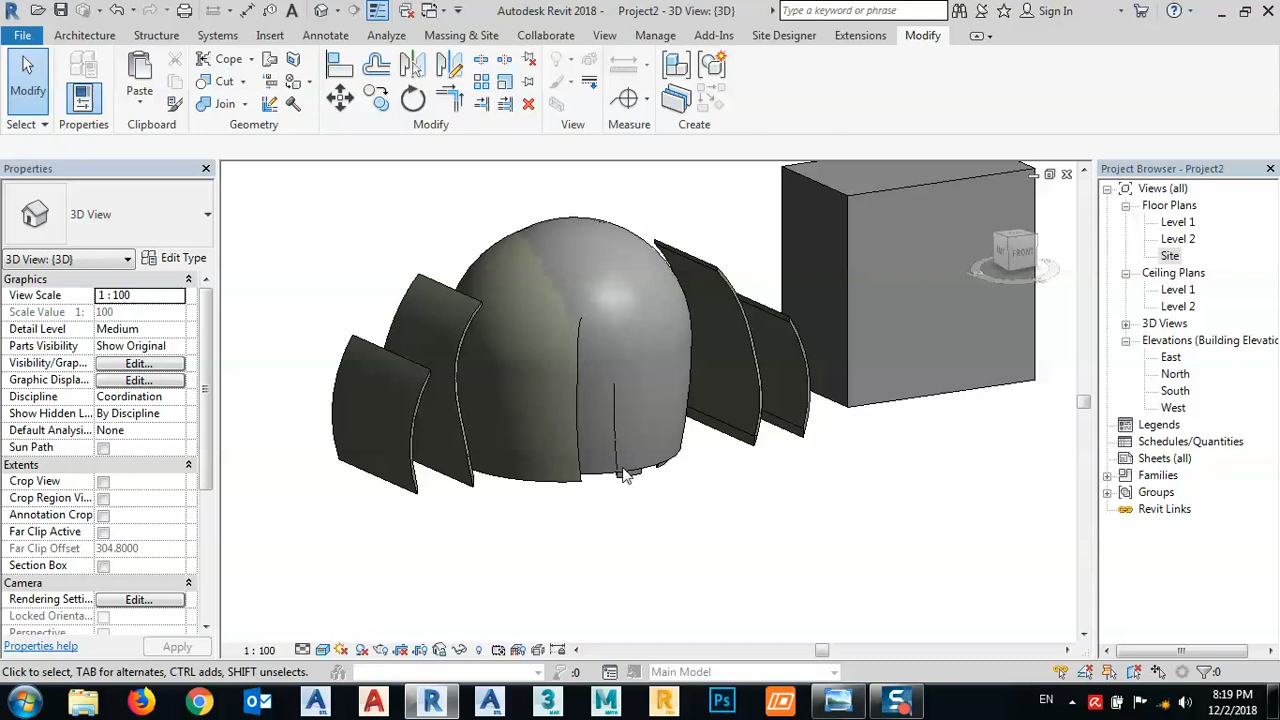 Autodesk Revit 2018 - Project2 - 3D View: {3D}
Type a keyword or phrase
Sign In
File Architecture Structure Systems Insert Annotate Analyze Massing & Site Collaborate View Manage Add-Ins Site Designer Extensions Modify
Modify
Properties
Paste
Cope
Cut
Join
Select Properties Clipboard Geometry Modify View Measure Create
Properties
3D View
3D View: {3D} Edit Type
Graphics
View Scale 1 : 100
Scale Value 1: 100
Detail Level Medium
Parts Visibility Show Original
Visibility/Grap... Edit...
Graphic Displa... Edit...
Discipline Coordination
Show Hidden L... By Discipline
Default Analysi... None
Sun Path
Extents
Crop View
Crop Region Vi...
Annotation Crop
Far Clip Active
Far Clip Offset 304.8000
Section Box
Camera
Rendering Setti... Edit...
Locked Orienta...
Perspective
Properties help Apply
FRONT
Project Browser - Project2
Views (all)
Floor Plans
Level 1
Level 2
Site
Ceiling Plans
Level 1
Level 2
3D Views
Elevations (Building Elevatio
East
North
South
West
Legends
Schedules/Quantities
Sheets (all)
Families
Groups
Revit Links
1 : 100
Click to select, TAB for alternates, CTRL adds, SHIFT unselects.
:0
Main Model
:0
EN
8:19 PM
12/2/2018